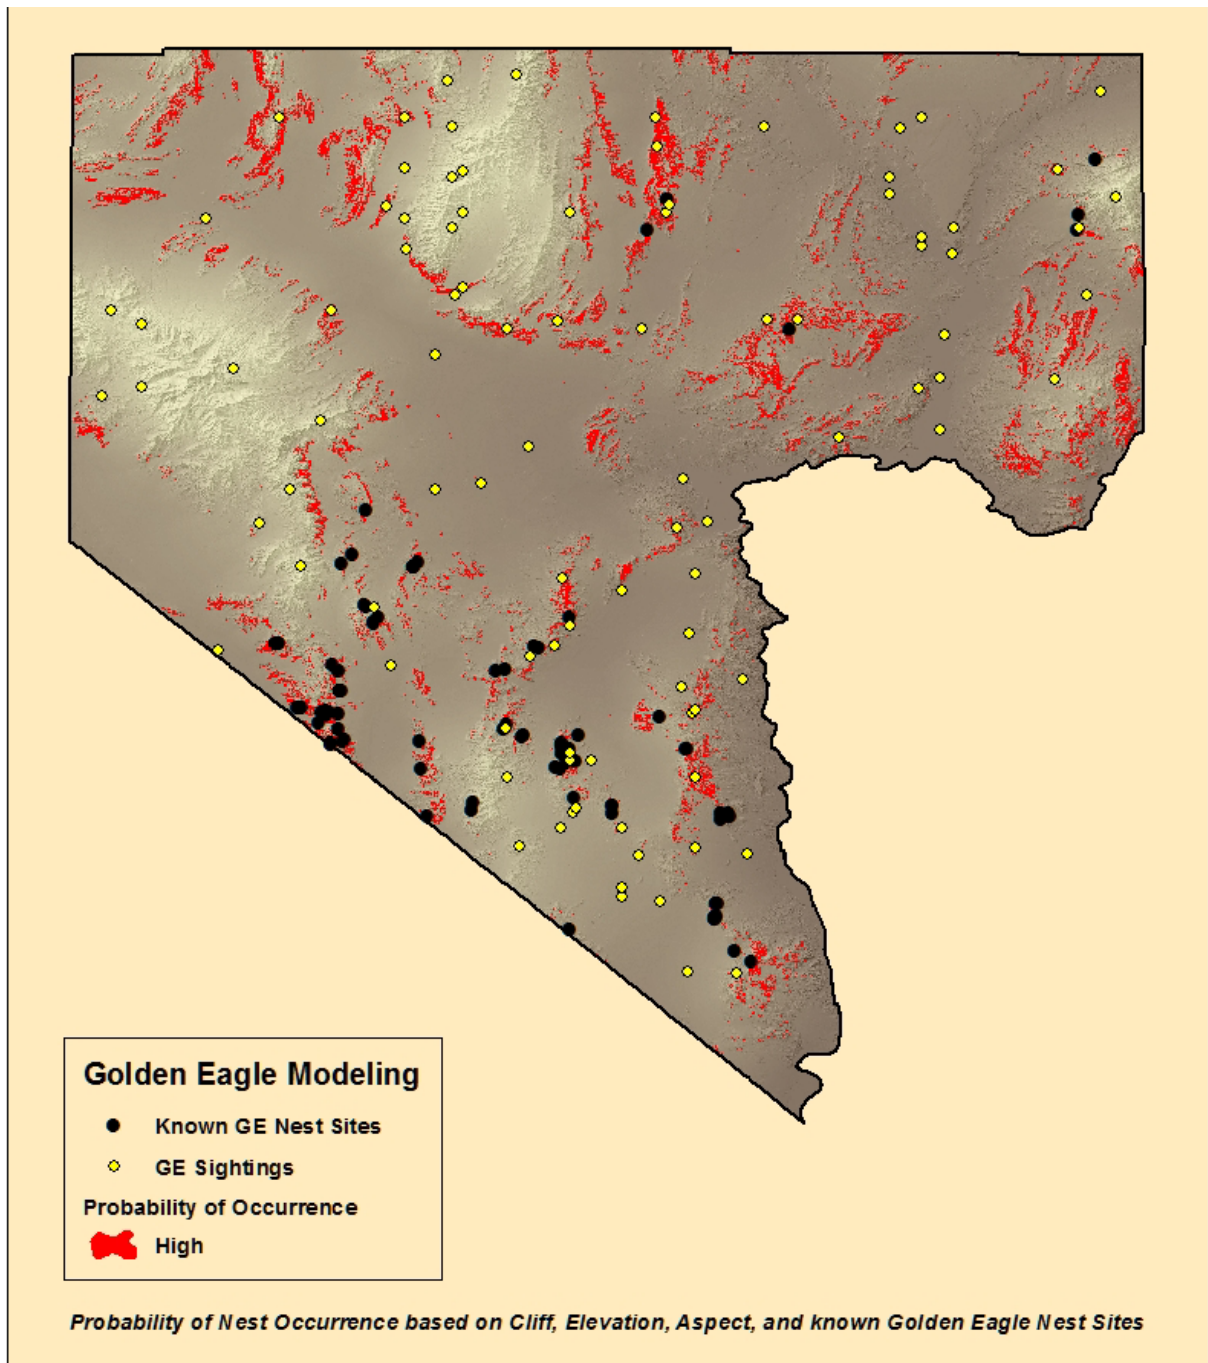 Golden Eagle Modeling
Known GE Nest Sites
GE Sightings
Probability of Occurrence
High
Probability of Nest Occurrence based on Cliff, Elevation, Aspect, and known Golden Eagle Nest Sites